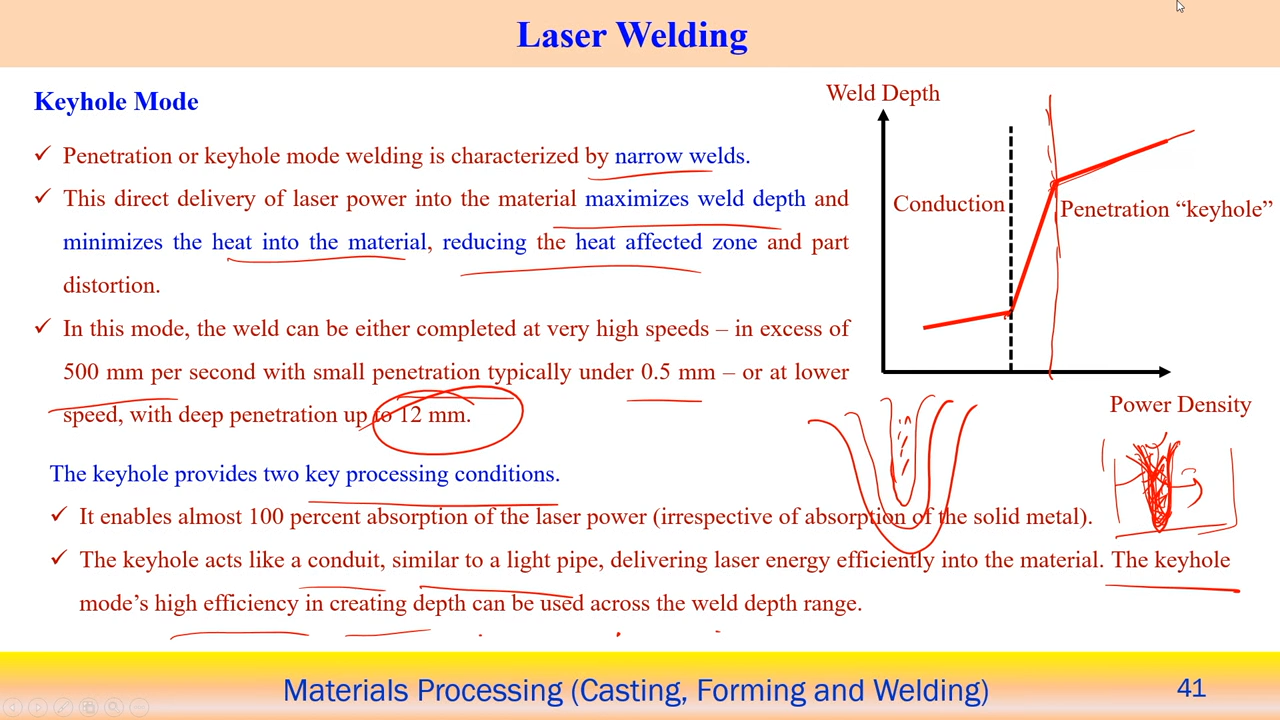 Laser Welding
Keyhole Mode
✓ Penetration or keyhole mode welding is characterized by narrow welds.
✓ This direct delivery of laser power into the material maximizes weld depth and
minimizes the heat into the material, reducing the heat affected zone and part
distortion.
✓ In this mode, the weld can be either completed at very high speeds – in excess of
500 mm per second with small penetration typically under 0.5 mm – or at lower
speed, with deep penetration up to 12 mm.
Weld Depth
Conduction
Penetration “keyhole”
Power Density
The keyhole provides two key processing conditions.
✓ It enables almost 100 percent absorption of the laser power (irrespective of absorption of the solid metal).
✓ The keyhole acts like a conduit, similar to a light pipe, delivering laser energy efficiently into the material. The keyhole
mode’s high efficiency in creating depth can be used across the weld depth range.
Materials Processing (Casting, Forming and Welding)
41